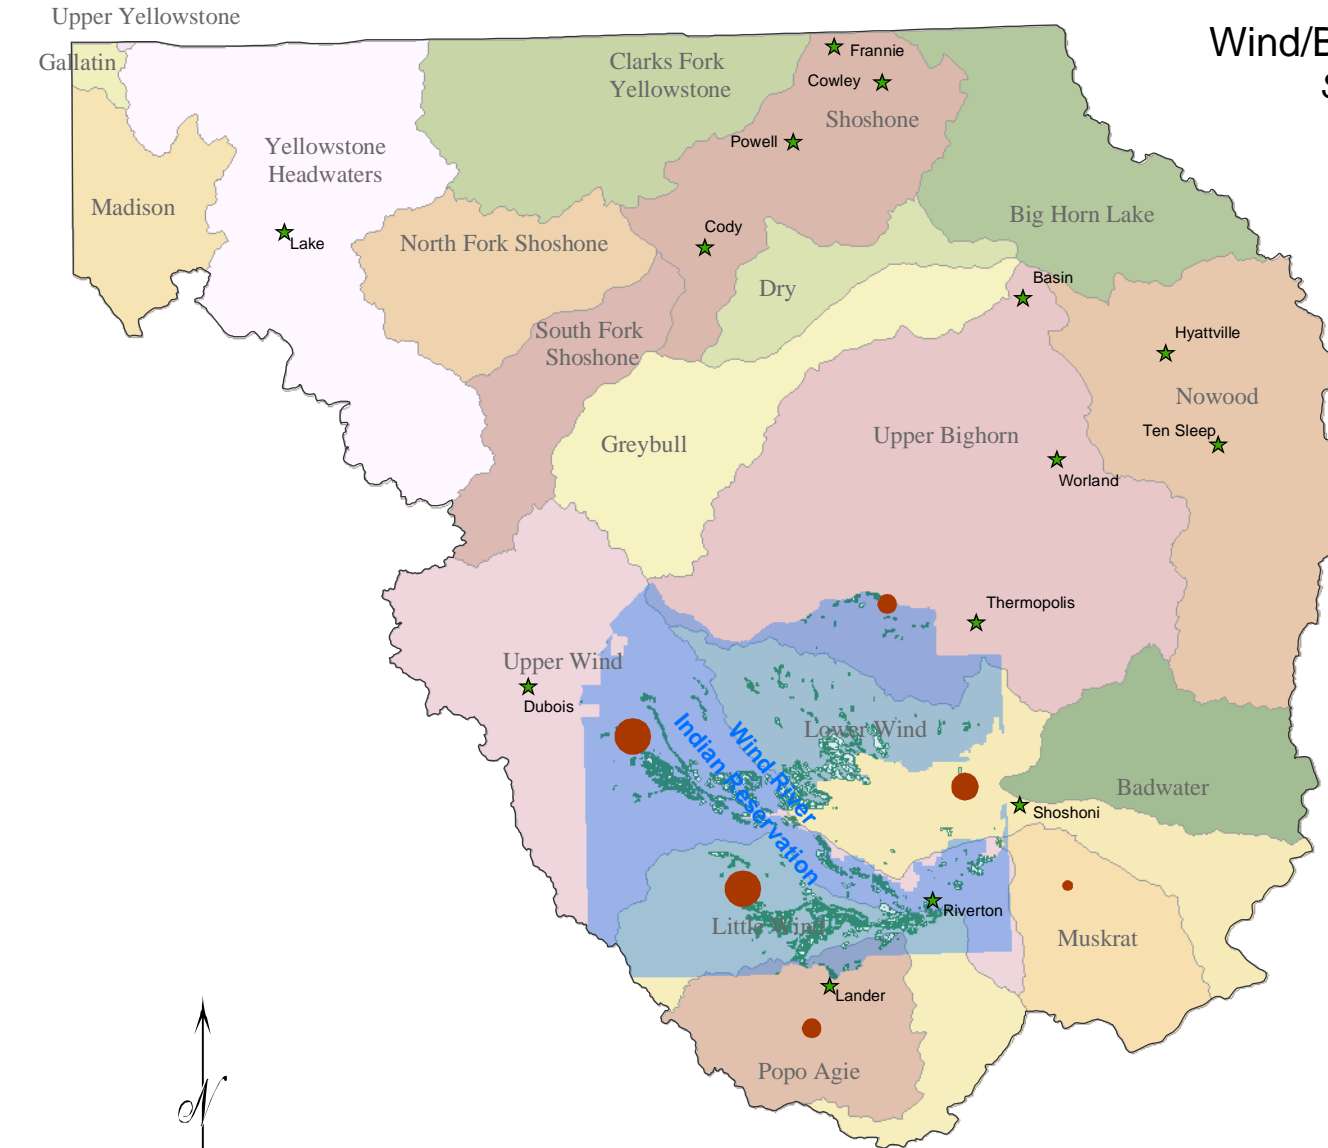 Upper Yellowstone
Wind/B
Gallatin
Clarks Fork
Yellowstone
Frannie
Cowley
Shoshone
Powell
Yellowstone
Headwaters
Madison
Lake
North Fork Shoshone
Cody
Big Horn Lake
Dry
Basin
South Fork
Shoshone
Hyattville
Nowood
Greybull
Upper Bighorn
Ten Sleep
Worland
Thermopolis
Upper Wind
Dubois
Wind River
Indian Reservation
Lower Wind
Badwater
Shoshoni
Riverton
Little Wind
Muskrat
Lander
Popo Agie
N